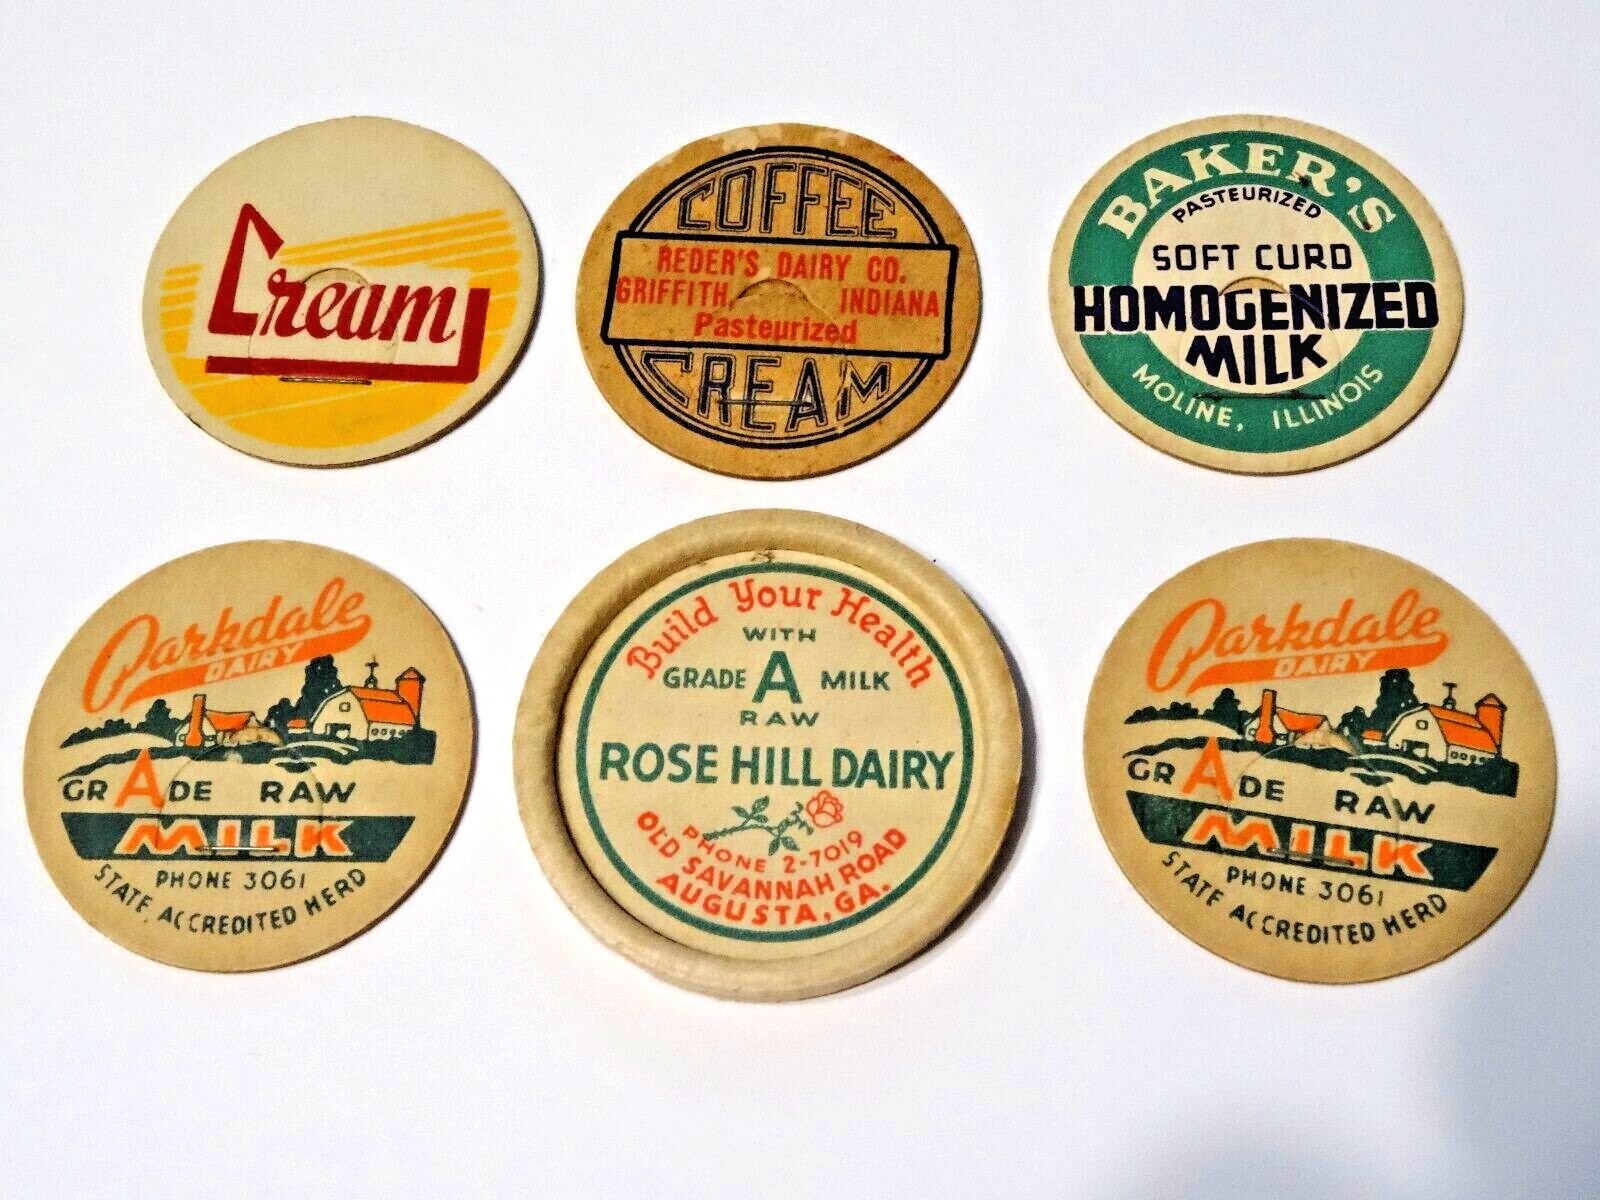 Cream
COFFEE
REDER'S DAIRY CO.
GRIFFITH, INDIANA
Pasteurized
CREAM
BAKER'S
PASTEURIZED
SOFT CURD
HOMOGENIZED
MILK
MOLINE, ILLINOIS
Parkdale
DAIRY
GRADE RAW
MILK
PHONE 3061
STATE ACCREDITED HERD
Build Your Health
WITH
GRADE A MILK
RAW
ROSE HILL DAIRY
PHONE 2-7019
OLD SAVANNAH ROAD
AUGUSTA, GA.
Parkdale
DAIRY
GRADE RAW
MILK
PHONE 3061
STATE ACCREDITED HERD